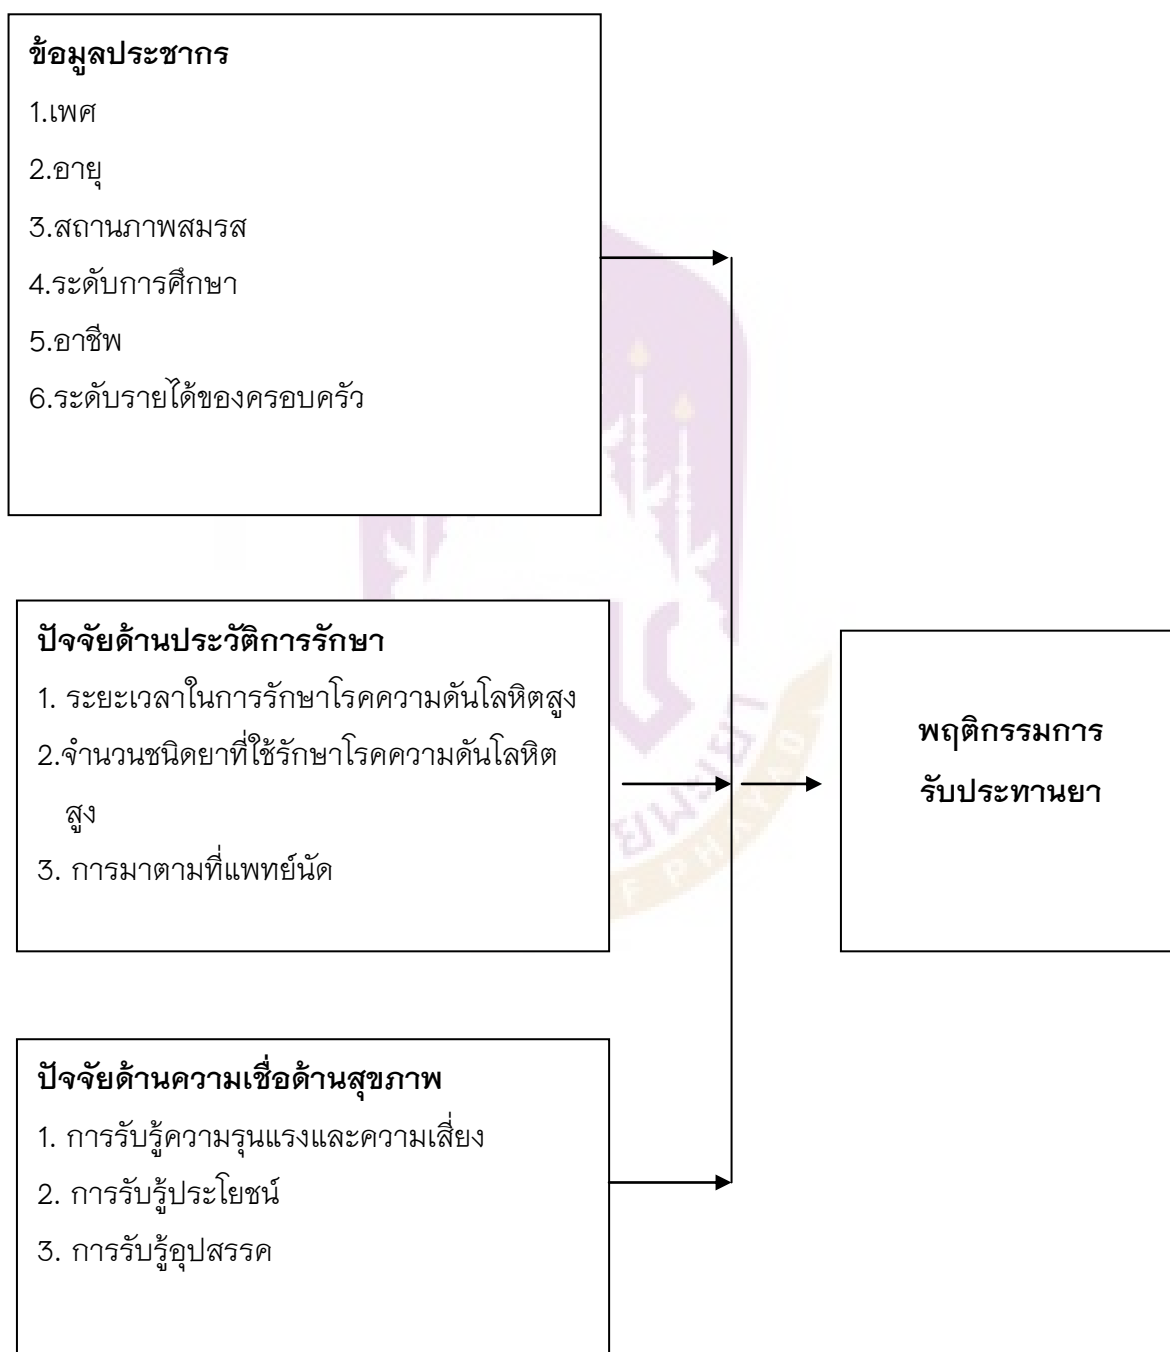 ข้อมูลประชากร
1.เพศ
2.อายุ
3.สถานภาพสมรส
4.ระดับการศึกษา
5.อาชีพ
6.ระดับรายได้ของครอบครัว
ปัจจัยด้านประวัติการรักษา
1. ระยะเวลาในการรักษาโรคความดันโลหิตสูง
2.จำนวนชนิดยาที่ใช้รักษาโรคความดันโลหิต
สูง
3. การมาตามที่แพทย์นัด
พฤติกรรมการ
รับประทานยา
ปัจจัยด้านความเชื่อด้านสุขภาพ
1. การรับรู้ความรุนแรงและความเสี่ยง
2. การรับรู้ประโยชน์
3. การรับรู้อุปสรรค